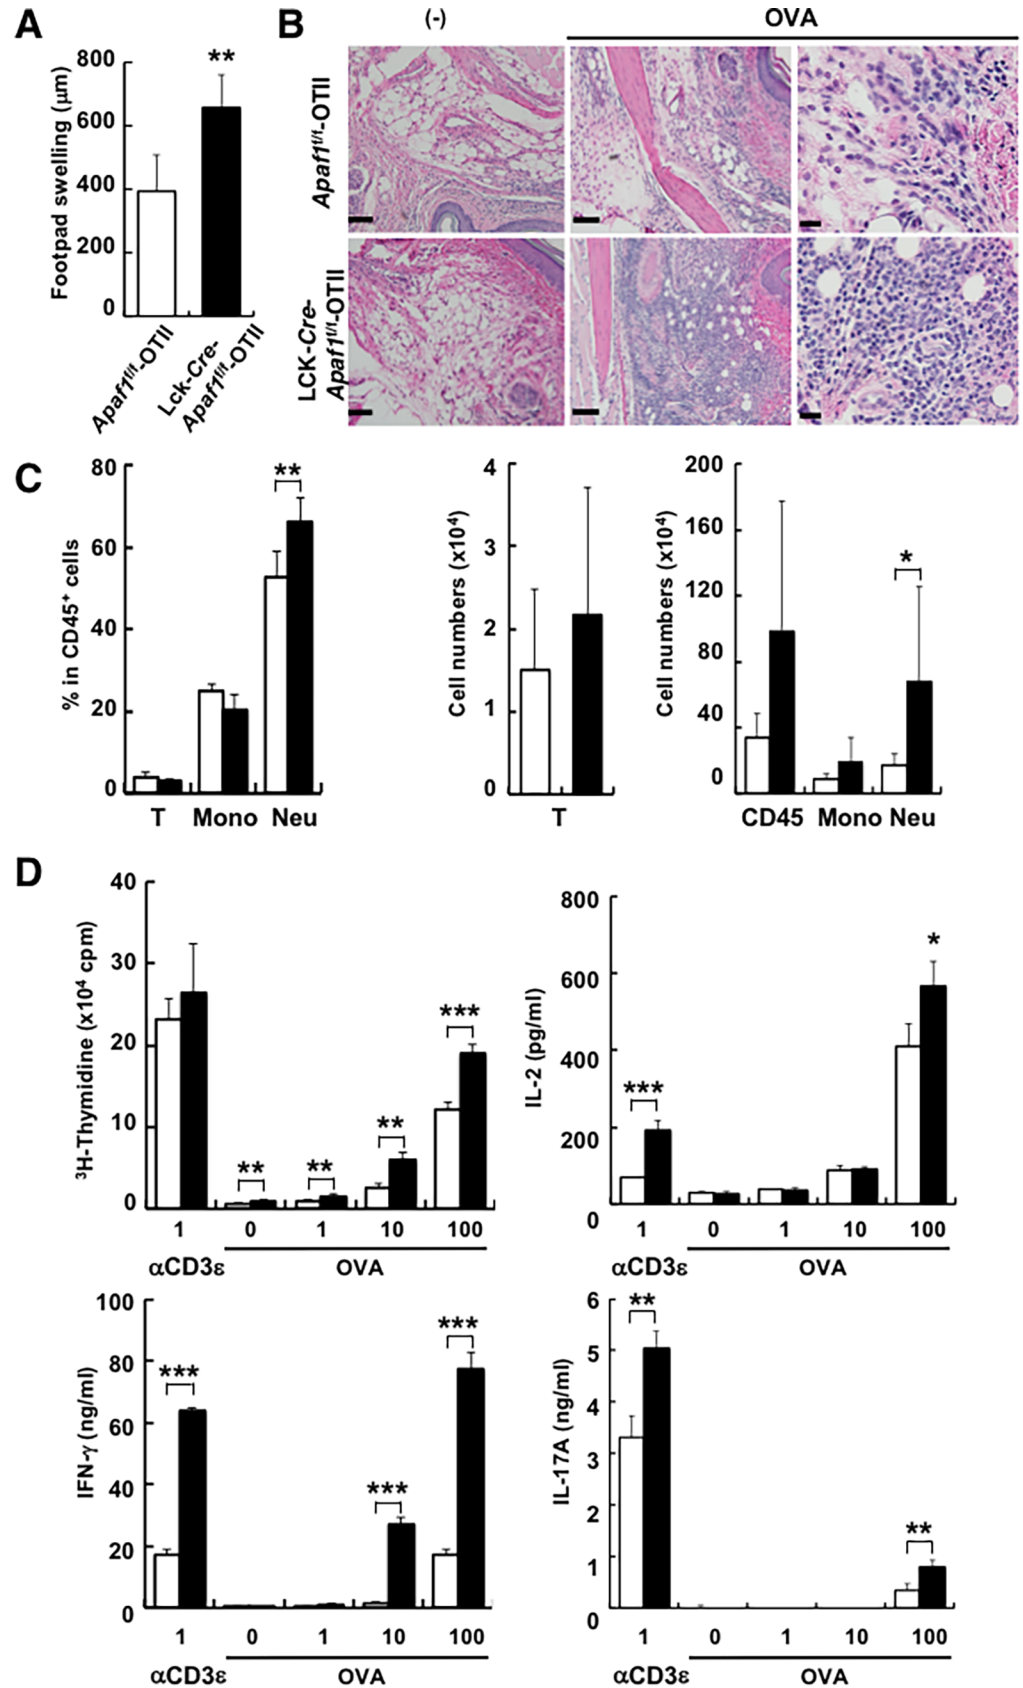 A
Footpad swelling (μm)
800
600
400
200
0
**
Apaf1f/f-OTII
Lck-Cre-
Apaf1f/f-OTII
B
(-)
OVA
Apaf1f/f-OTII
LCK-Cre-
Apaf1f/f-OTII
C
% in CD45+ cells
80
60
40
20
0
**
T Mono Neu
Cell numbers (x10⁴)
4
3
2
1
0
T
Cell numbers (x10⁴)
200
160
120
80
40
0
*
CD45 Mono Neu
D
³H-Thymidine (x10⁴ cpm)
40
30
20
10
0
** ** ** ***
1 0 1 10 100
αCD3ε OVA
IL-2 (pg/ml)
800
600
400
200
0
*** *
1 0 1 10 100
αCD3ε OVA
IFN-γ (ng/ml)
100
80
60
40
20
0
*** *** ***
1 0 1 10 100
αCD3ε OVA
IL-17A (ng/ml)
6
5
4
3
2
1
0
** **
1 0 1 10 100
αCD3ε OVA